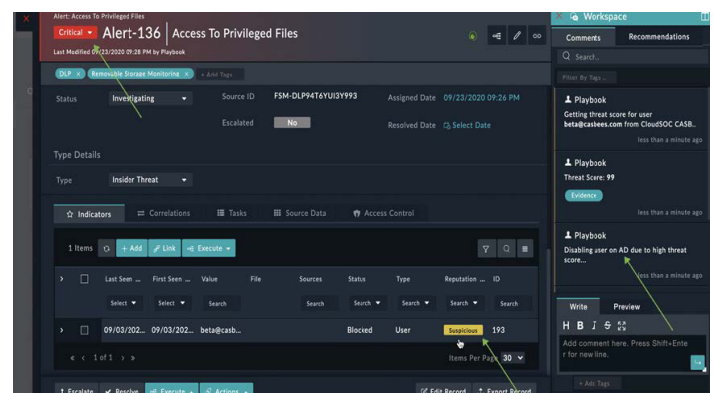 Alert: Access To Privileged Files
Critical Alert-136 Access To Privileged Files
Last Modified 09/23/2020 09:28 PM by Playbook
DLP X Removable Storage Monitoring X + Add Tags
Status Investigating Source ID FSM-DLP94T6YUI3Y993 Assigned Date 09/23/2020 09:26 PM
Escalated No Resolved Date Select Date
Type Details
Type Insidor Threat
Indicators Correlations Tasks Source Data Access Control
1 Items + Add Link Execute
Last Seen ... First Seen ... Value File Sources Status Type Reputation ... ID
Select Select Search Search Search Search Search Search
09/03/202... 09/03/202... beta@casb... Blocked User Suspicious 193
« < 1 of 1 > » Items Per Page 30
Escalate Resolve Execute Actions Edit Record Export Record
X Workspace
Comments Recommendations
Search..
Filter By Tags ..
Playbook
Getting threat score for user
beta@casbees.com from CloudSOC CASB..
less than a minute ago
Playbook
Threat Score: 99
Evidence
less than a minute ago
Playbook
Disabling user on AD due to high threat
score...
less than a minute ago
Write Preview
H B I S
Add comment here. Press Shift+Ente
r for new line.
+ Add Tags